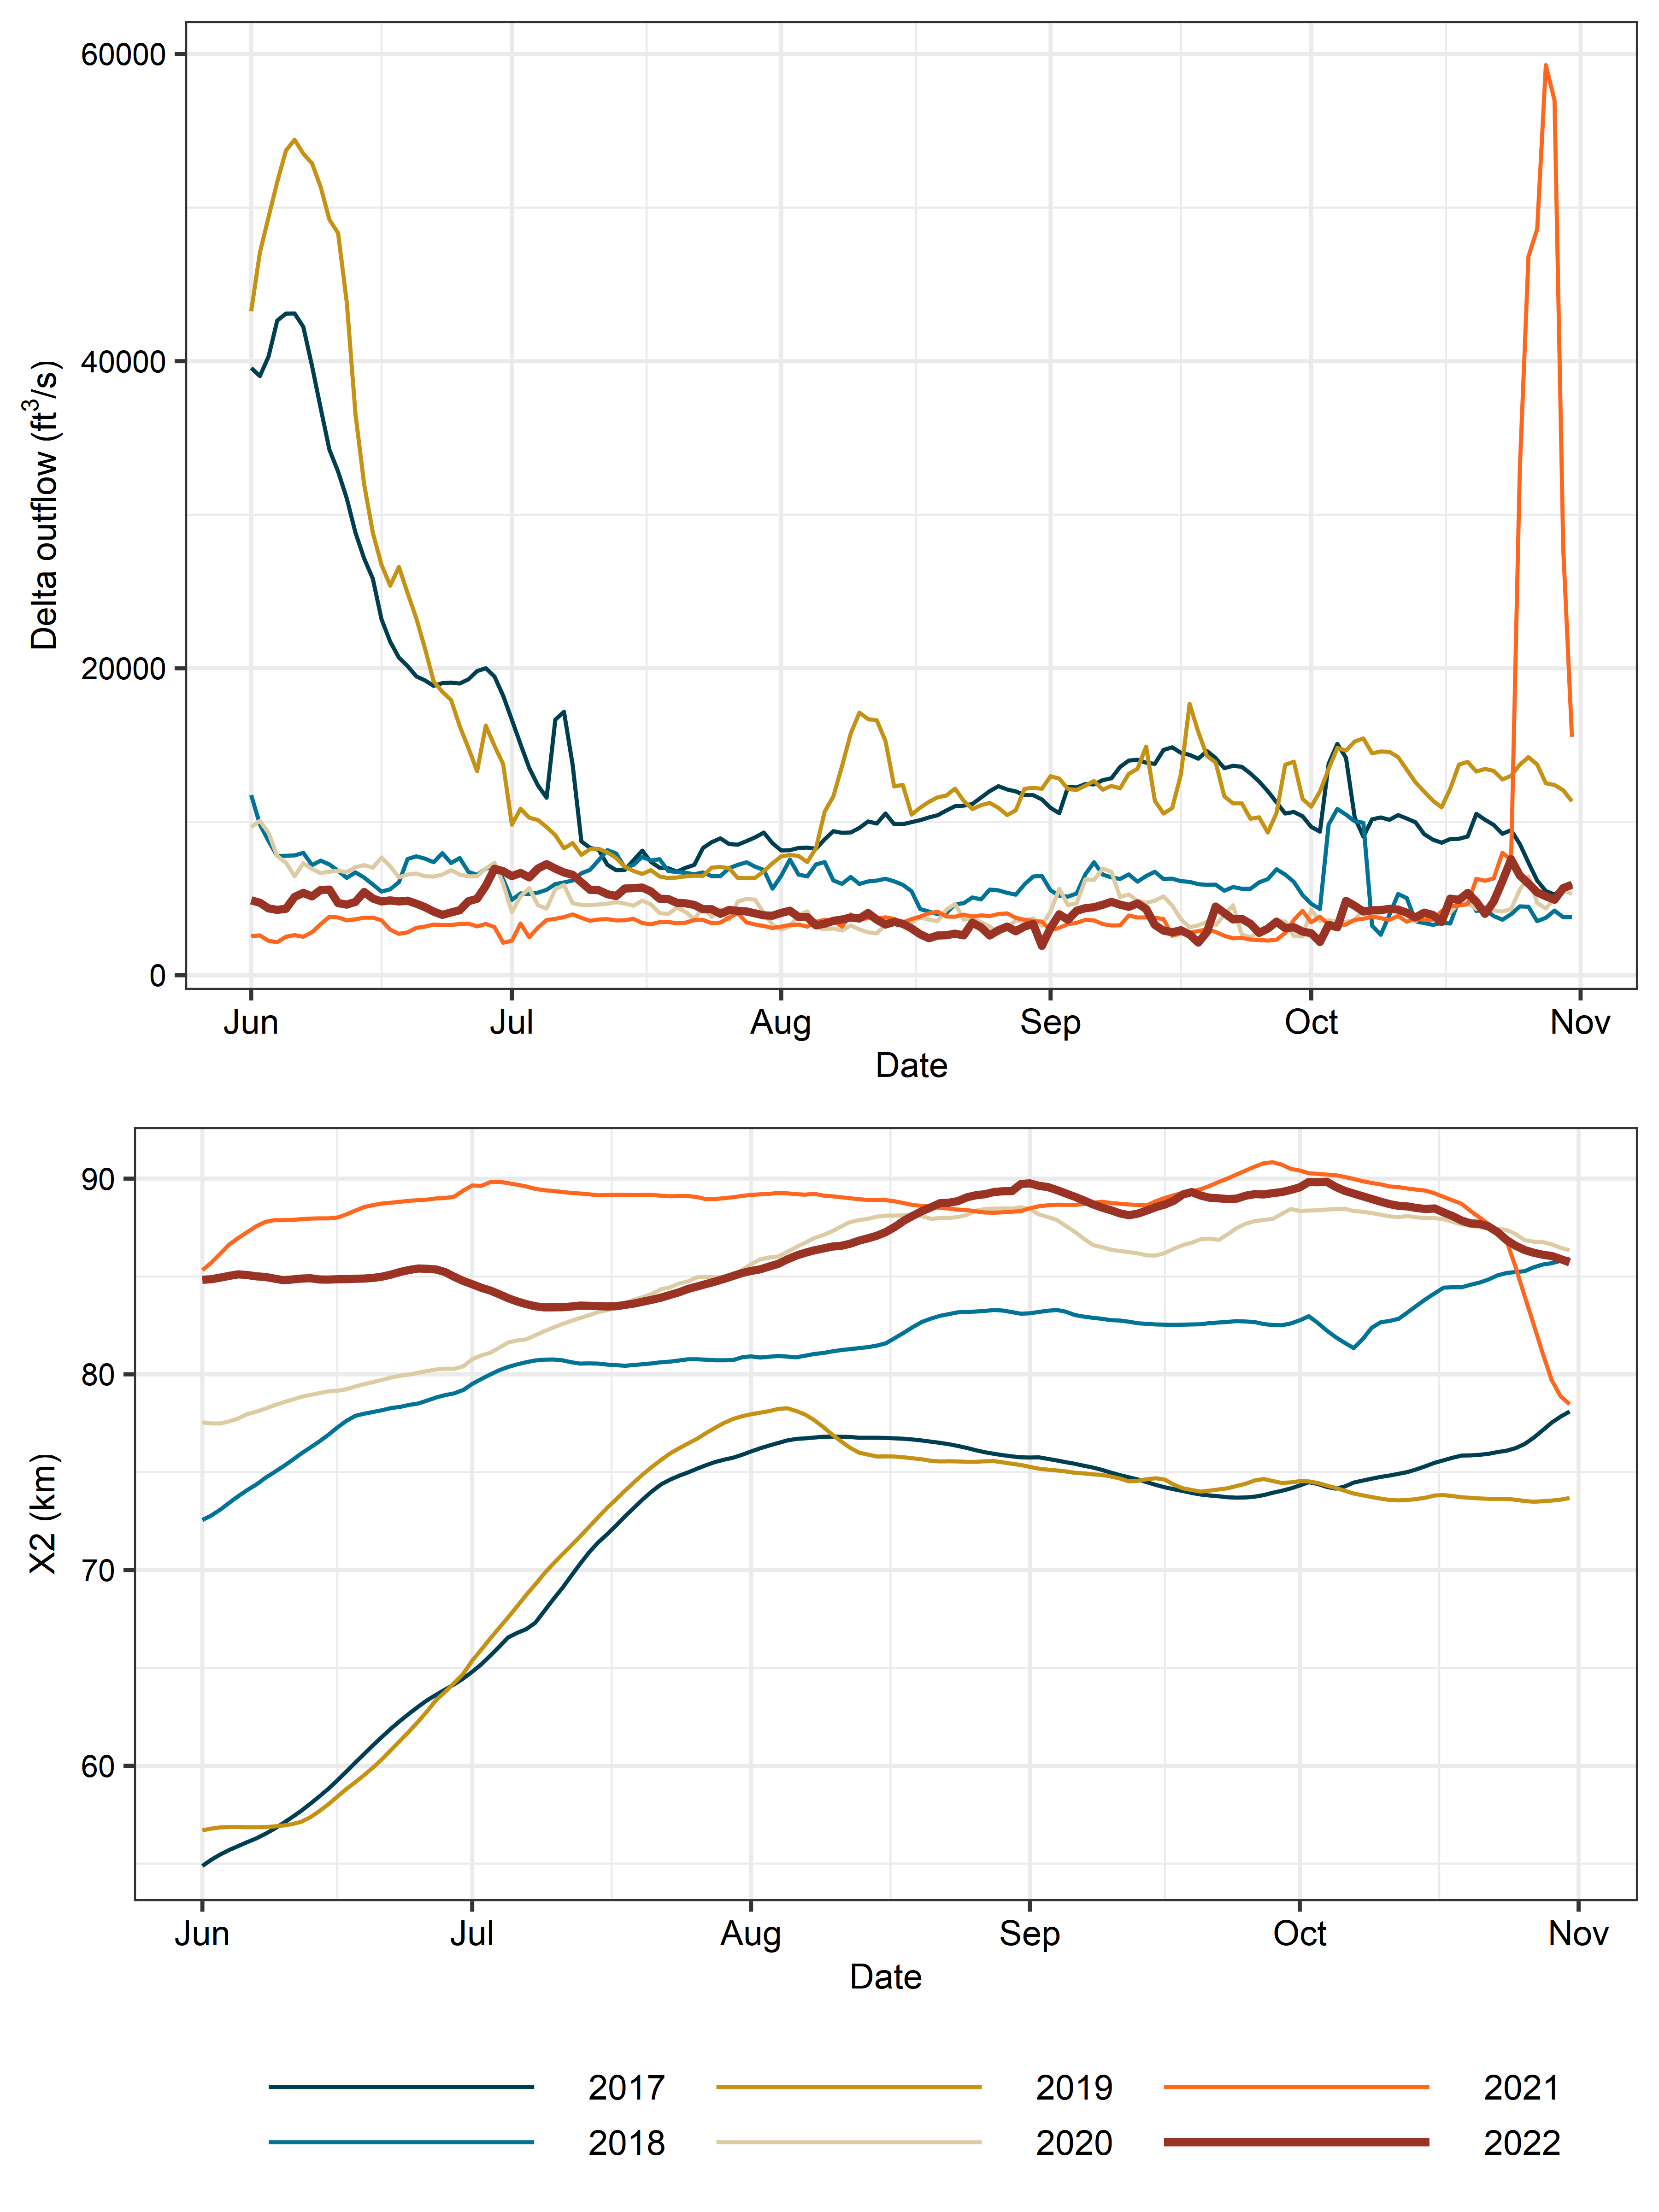 60000
40000
20000
0
Delta outflow (ft³/s)
Jun Jul Aug Sep Oct Nov
Date
90
80
70
60
X2 (km)
Jun Jul Aug Sep Oct Nov
Date
2017 2019 2021
2018 2020 2022